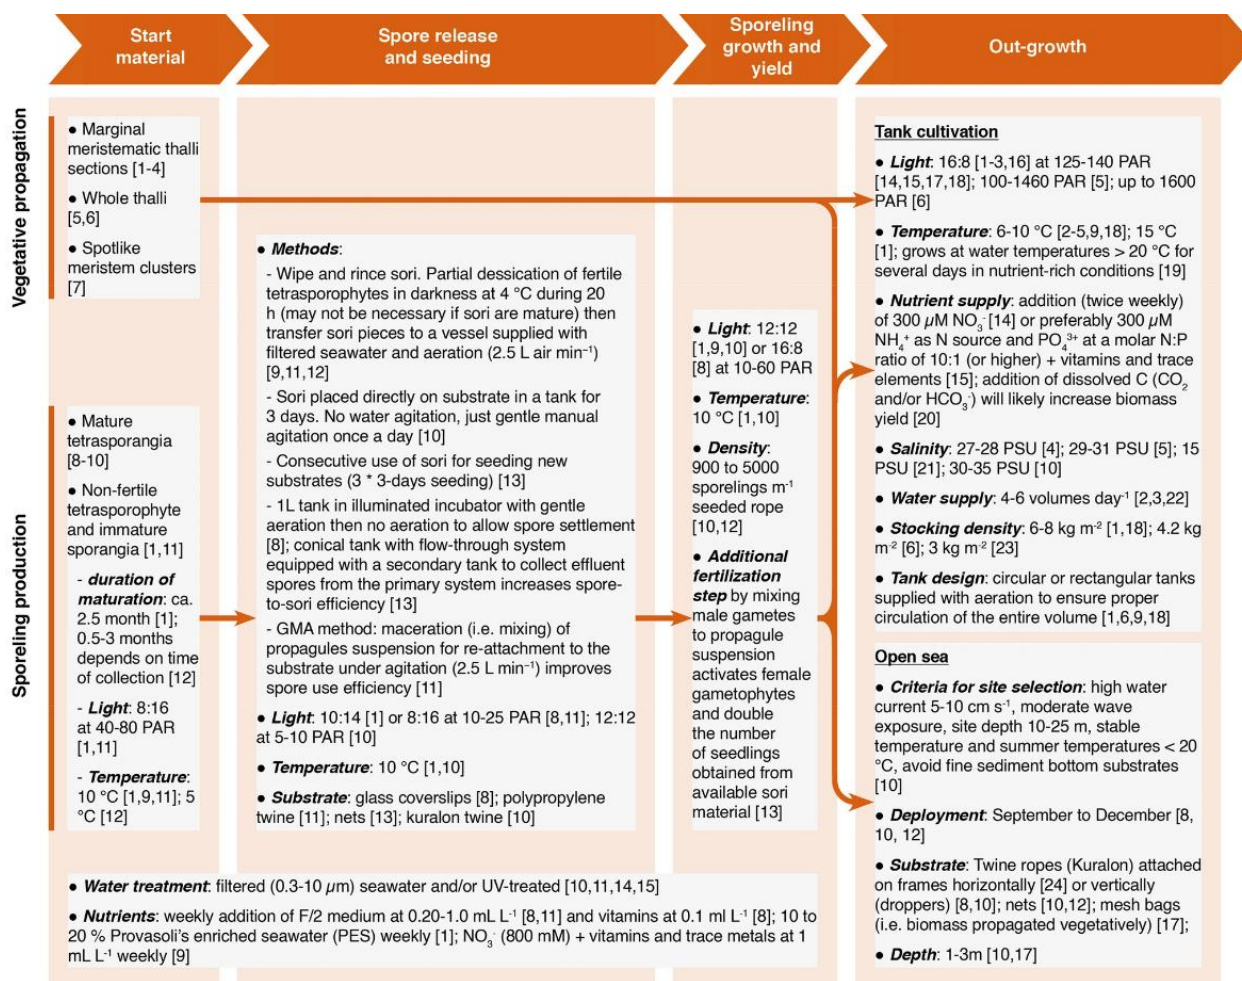 Start
material
Spore release
and seeding
Sporeling
growth and
yield
Out-growth
Vegetative propagation
● Marginal
meristematic thalli
sections [1-4]
● Whole thalli
[5,6]
● Spotlike
meristem clusters
[7]
Sporeling production
● Mature
tetrasporangia
[8-10]
● Non-fertile
tetrasporophyte
and immature
sporangia [1,11]
- duration of
maturation: ca.
2.5 month [1];
0.5-3 months
depends on time
of collection [12]
- Light: 8:16
at 40-80 PAR
[1,11]
- Temperature:
10 °C [1,9,11]; 5
°C [12]
● Methods:
- Wipe and rince sori. Partial dessication of fertile
tetrasporophytes in darkness at 4 °C during 20
h (may not be necessary if sori are mature) then
transfer sori pieces to a vessel supplied with
filtered seawater and aeration (2.5 L air min⁻¹)
[9,11,12]
- Sori placed directly on substrate in a tank for
3 days. No water agitation, just gentle manual
agitation once a day [10]
- Consecutive use of sori for seeding new
substrates (3 * 3-days seeding) [13]
- 1L tank in illuminated incubator with gentle
aeration then no aeration to allow spore settlement
[8]; conical tank with flow-through system
equipped with a secondary tank to collect effluent
spores from the primary system increases spore-
to-sori efficiency [13]
- GMA method: maceration (i.e. mixing) of
propagules suspension for re-attachment to the
substrate under agitation (2.5 L min⁻¹) improves
spore use efficiency [11]
● Light: 10:14 [1] or 8:16 at 10-25 PAR [8,11]; 12:12
at 5-10 PAR [10]
● Temperature: 10 °C [1,10]
● Substrate: glass coverslips [8]; polypropylene
twine [11]; nets [13]; kuralon twine [10]
● Light: 12:12
[1,9,10] or 16:8
[8] at 10-60 PAR
● Temperature:
10 °C [1,10]
● Density:
900 to 5000
sporelings m⁻¹
seeded rope
[10,12]
● Additional
fertilization
step by mixing
male gametes
to propagule
suspension
activates female
gametophytes
and double
the number
of seedlings
obtained from
available sori
material [13]
● Water treatment: filtered (0.3-10 µm) seawater and/or UV-treated [10,11,14,15]
● Nutrients: weekly addition of F/2 medium at 0.20-1.0 mL L⁻¹ [8,11] and vitamins at 0.1 ml L⁻¹ [8]; 10 to
20 % Provasoli's enriched seawater (PES) weekly [1]; NO₃⁻ (800 mM) + vitamins and trace metals at 1
mL L⁻¹ weekly [9]
Tank cultivation
● Light: 16:8 [1-3,16] at 125-140 PAR
[14,15,17,18]; 100-1460 PAR [5]; up to 1600
PAR [6]
● Temperature: 6-10 °C [2-5,9,18]; 15 °C
[1]; grows at water temperatures > 20 °C for
several days in nutrient-rich conditions [19]
● Nutrient supply: addition (twice weekly)
of 300 µM NO₃⁻ [14] or preferably 300 µM
NH₄⁺ as N source and PO₄³⁺ at a molar N:P
ratio of 10:1 (or higher) + vitamins and trace
elements [15]; addition of dissolved C (CO₂
and/or HCO₃⁻) will likely increase biomass
yield [20]
● Salinity: 27-28 PSU [4]; 29-31 PSU [5]; 15
PSU [21]; 30-35 PSU [10]
● Water supply: 4-6 volumes day⁻¹ [2,3,22]
● Stocking density: 6-8 kg m⁻² [1,18]; 4.2 kg
m⁻² [6]; 3 kg m⁻² [23]
● Tank design: circular or rectangular tanks
supplied with aeration to ensure proper
circulation of the entire volume [1,6,9,18]
Open sea
● Criteria for site selection: high water
current 5-10 cm s⁻¹, moderate wave
exposure, site depth 10-25 m, stable
temperature and summer temperatures < 20
°C, avoid fine sediment bottom substrates
[10]
● Deployment: September to December [8,
10, 12]
● Substrate: Twine ropes (Kuralon) attached
on frames horizontally [24] or vertically
(droppers) [8,10]; nets [10,12]; mesh bags
(i.e. biomass propagated vegetatively) [17];
● Depth: 1-3m [10,17]